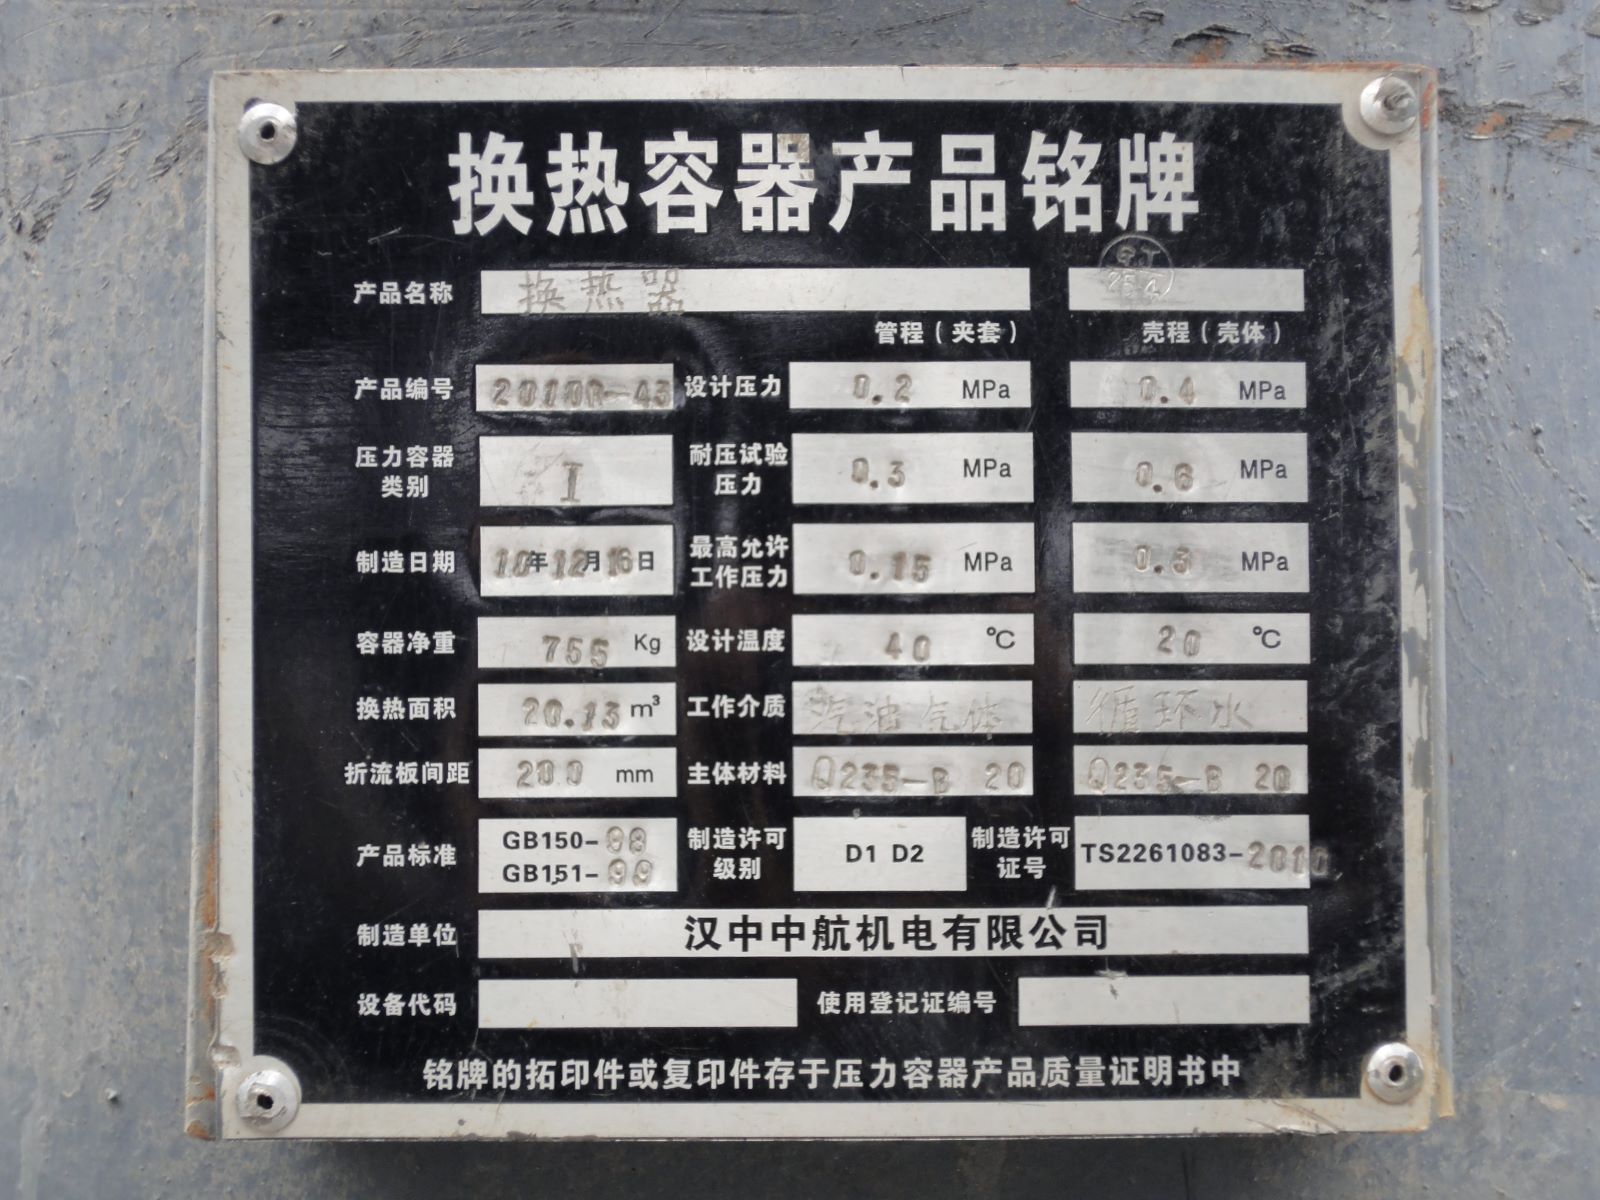 换热容器产品铭牌
产品名称 换热器
管程（夹套） 壳程（壳体）
产品编号 设计压力 0.2 MPa 0.4 MPa
压力容器类别 I 耐压试验压力 0.3 MPa 0.6 MPa
制造日期 10年12月16日 最高允许工作压力 0.15 MPa 0.3 MPa
容器净重 755 Kg 设计温度 40 ℃ 20 ℃
换热面积 20.13 m³ 工作介质 汽油气体 循环水
折流板间距 200 mm 主体材料 Q235-B 20 Q235-B 20
产品标准 GB150-98 制造许可级别 D1 D2 制造许可证号 TS2261083-2010
GB151-99
制造单位 汉中中航机电有限公司
设备代码 使用登记证编号
铭牌的拓印件或复印件存于压力容器产品质量证明书中